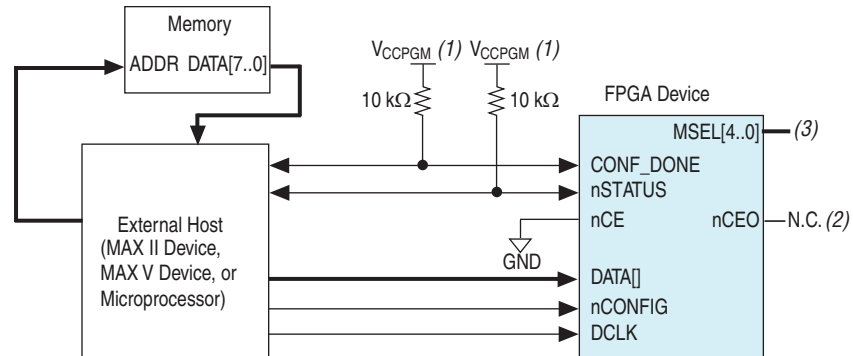 Memory
ADDR DATA[7..0]
VCCPGM (1) VCCPGM (1)
10 kΩ 10 kΩ
FPGA Device
MSEL[4..0] (3)
CONF_DONE
nSTATUS
nCE nCEO N.C. (2)
GND
External Host
(MAX II Device,
MAX V Device, or
Microprocessor)
DATA[]
nCONFIG
DCLK